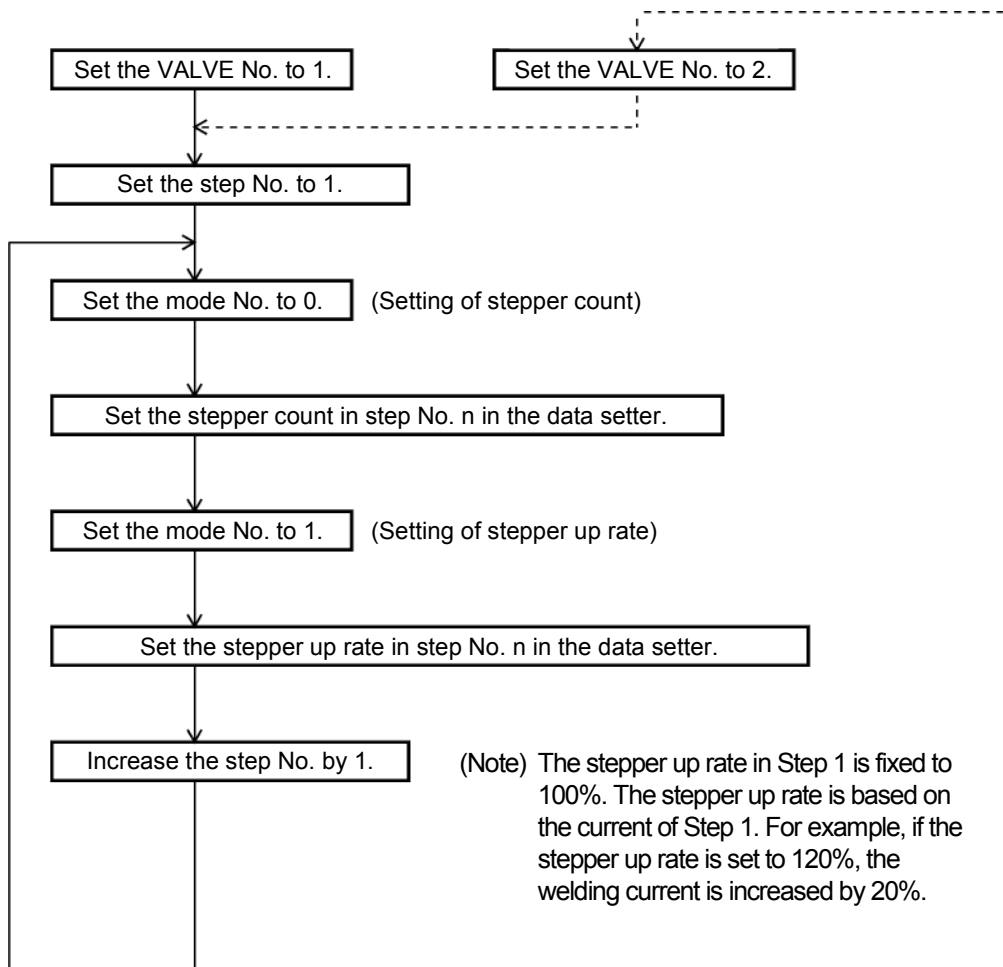 Set the VALVE No. to 1.
Set the VALVE No. to 2.
Set the step No. to 1.
Set the mode No. to 0.
(Setting of stepper count)
Set the stepper count in step No. n in the data setter.
Set the mode No. to 1.
(Setting of stepper up rate)
Set the stepper up rate in step No. n in the data setter.
Increase the step No. by 1.
(Note) The stepper up rate in Step 1 is fixed to
100%. The stepper up rate is based on
the current of Step 1. For example, if the
stepper up rate is set to 120%, the
welding current is increased by 20%.